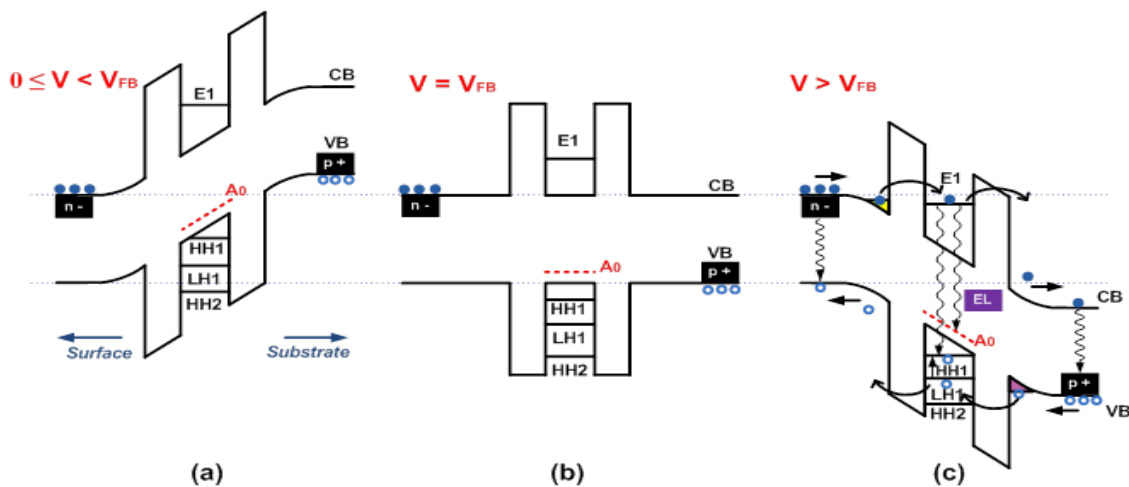 0 ≤ V < VFB
CB
E1
VB
p +
n -
A0
HH1
LH1
HH2
Surface
Substrate
(a)
V = VFB
E1
CB
n -
VB
A0
p +
HH1
LH1
HH2
(b)
V > VFB
E1
n -
EL
CB
A0
HH1
LH1
HH2
p +
VB
(c)